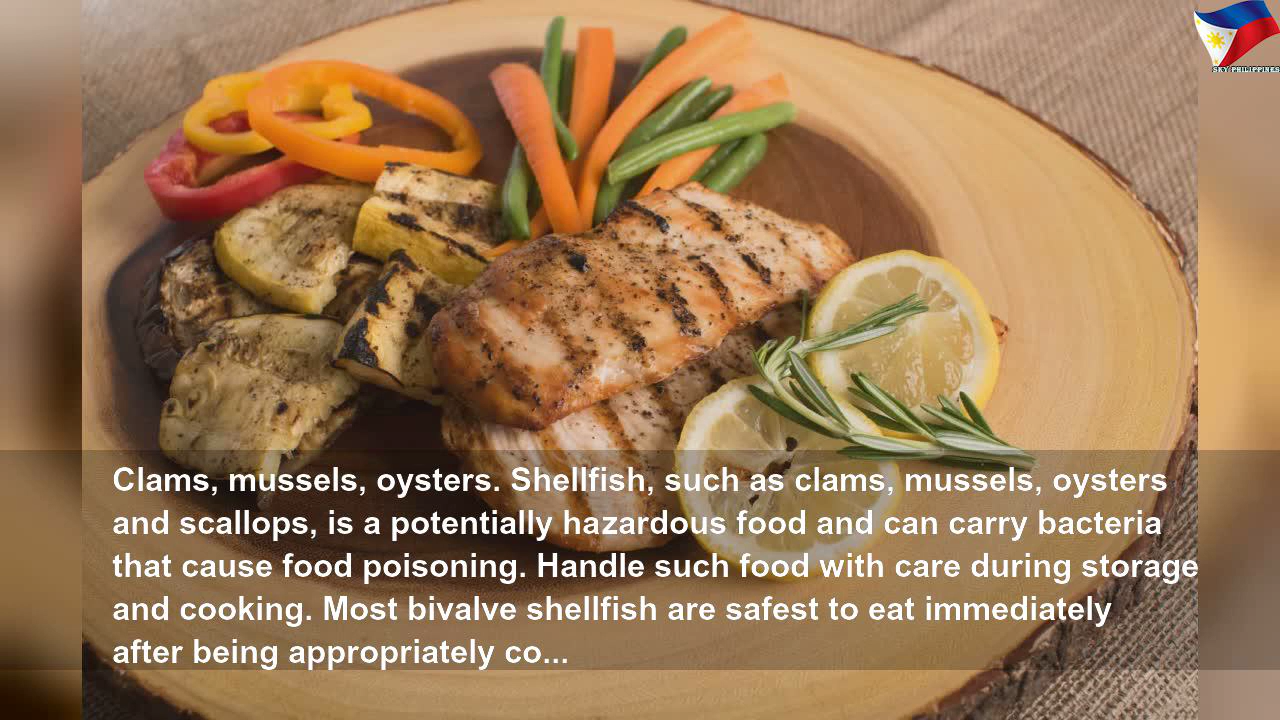 SKY PHILIPPINES
Clams, mussels, oysters. Shellfish, such as clams, mussels, oysters
and scallops, is a potentially hazardous food and can carry bacteria
that cause food poisoning. Handle such food with care during storage
and cooking. Most bivalve shellfish are safest to eat immediately
after being appropriately co...